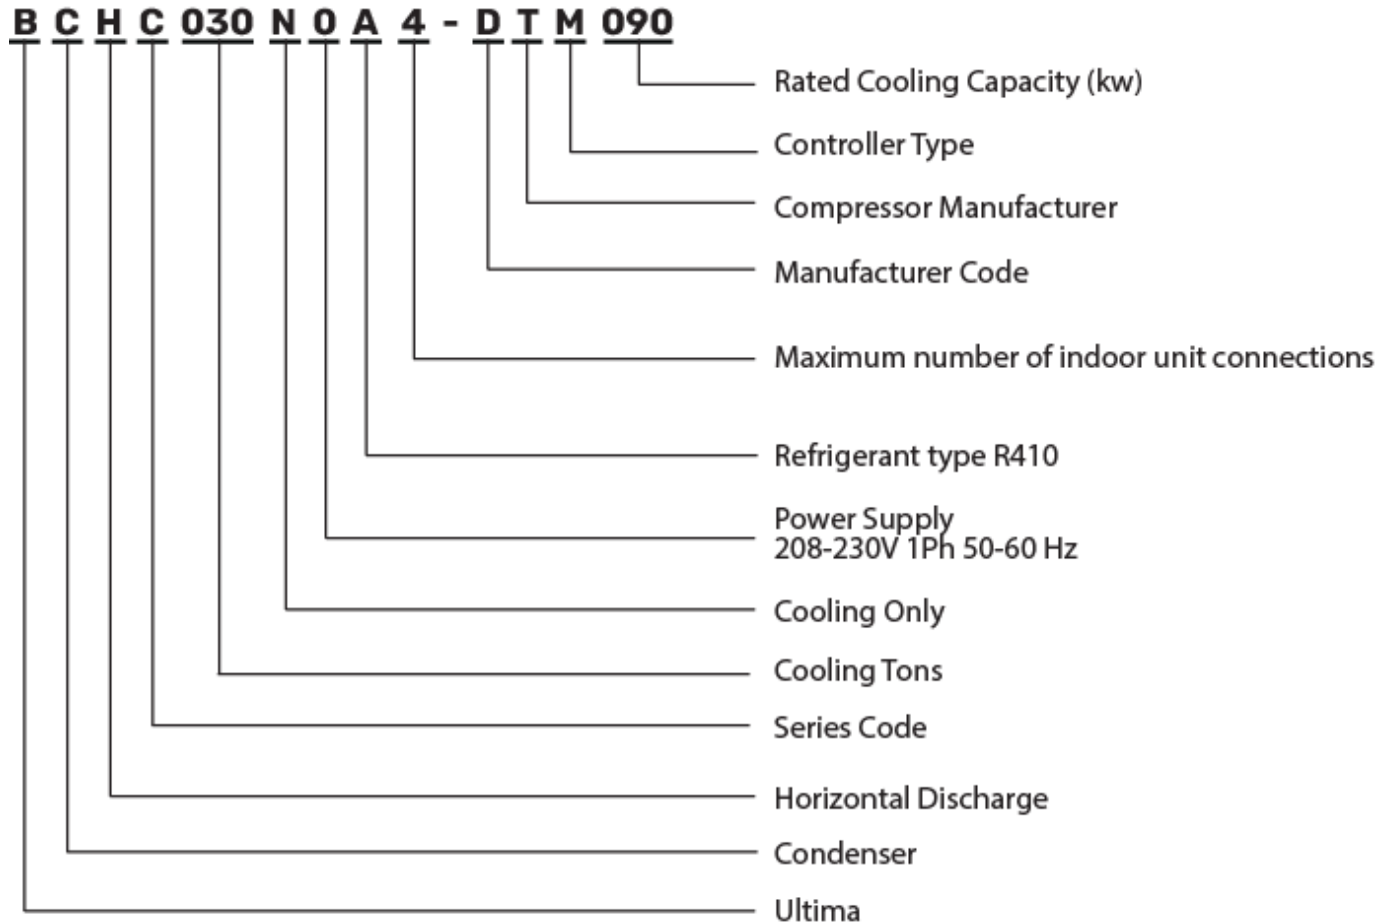 B C H C 030 N 0 A 4 - D T M 090
Rated Cooling Capacity (kw)
Controller Type
Compressor Manufacturer
Manufacturer Code
Maximum number of indoor unit connections
Refrigerant type R410
Power Supply
208-230V 1Ph 50-60 Hz
Cooling Only
Cooling Tons
Series Code
Horizontal Discharge
Condenser
Ultima